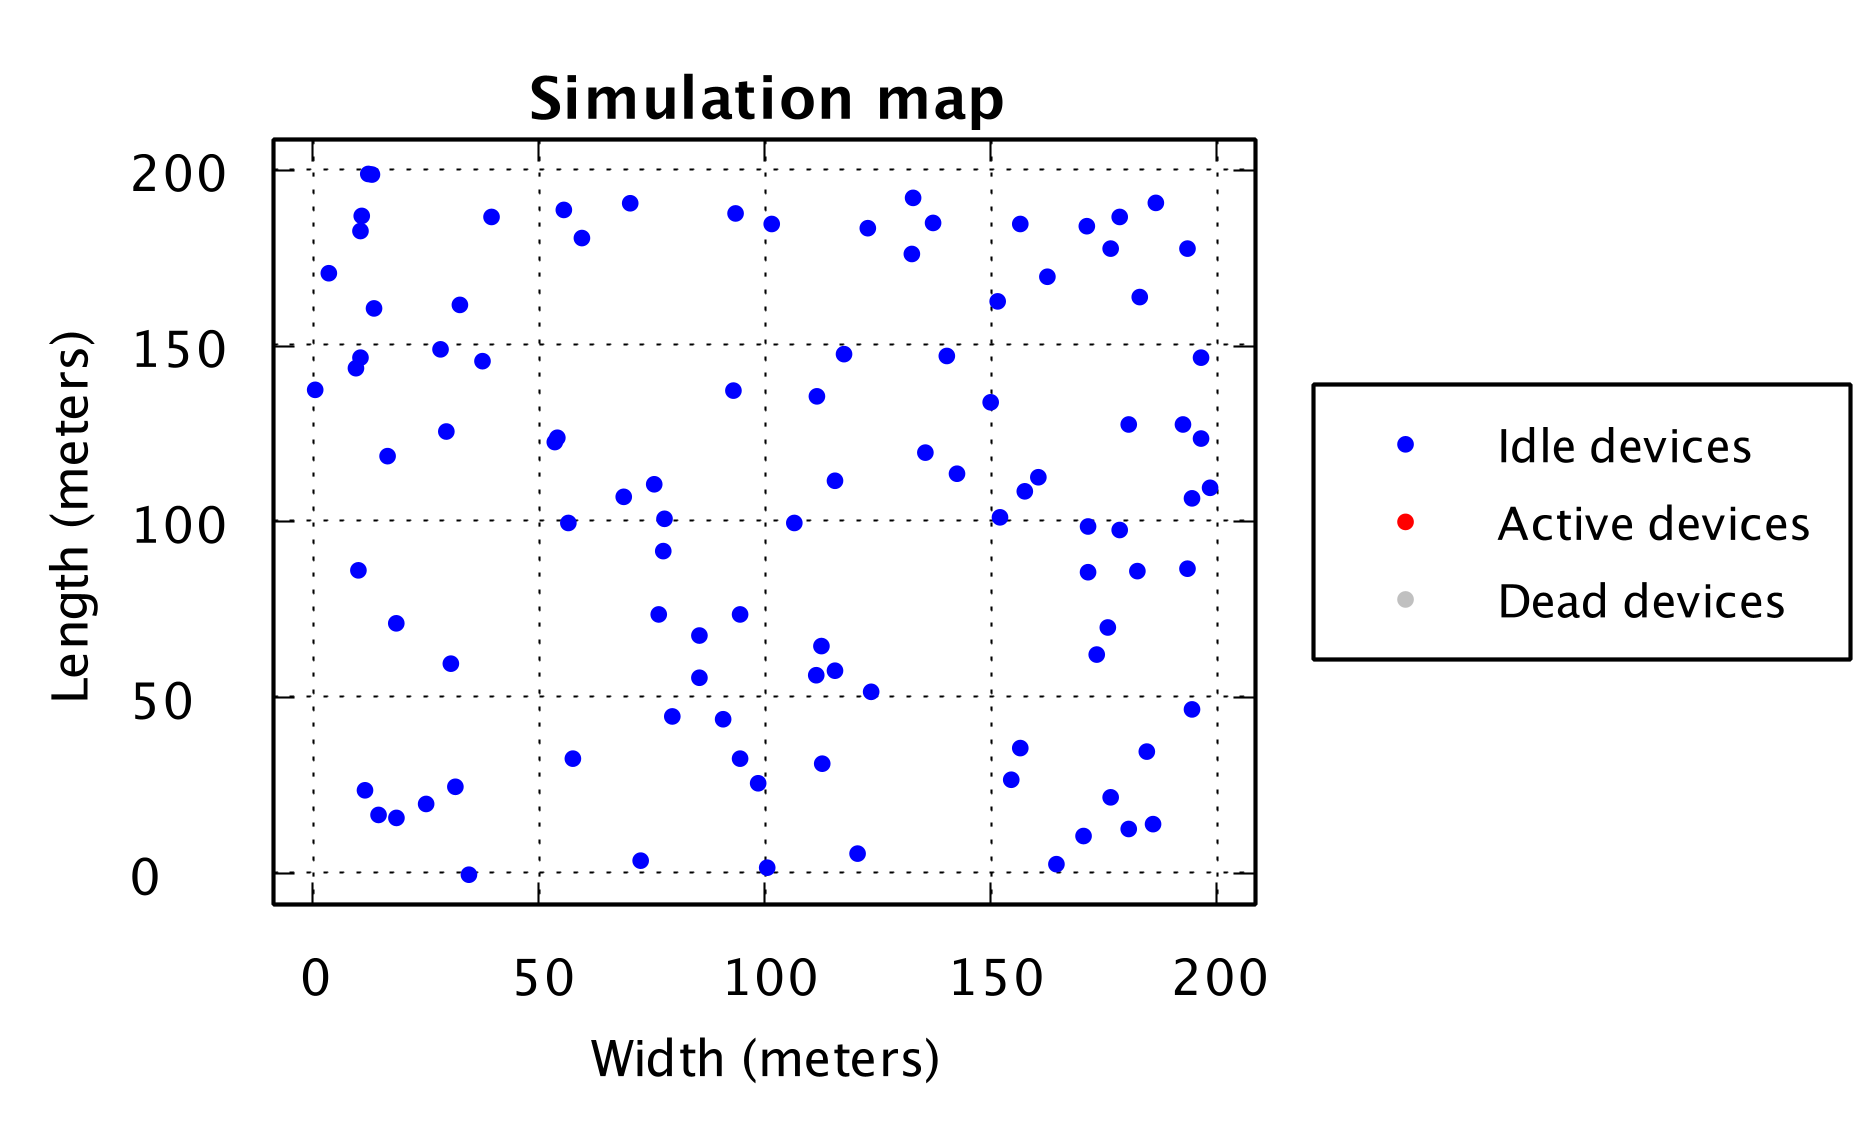 Simulation map
200
150
100
50
0
Length (meters)
0 50 100 150 200
Width (meters)
Idle devices
Active devices
Dead devices